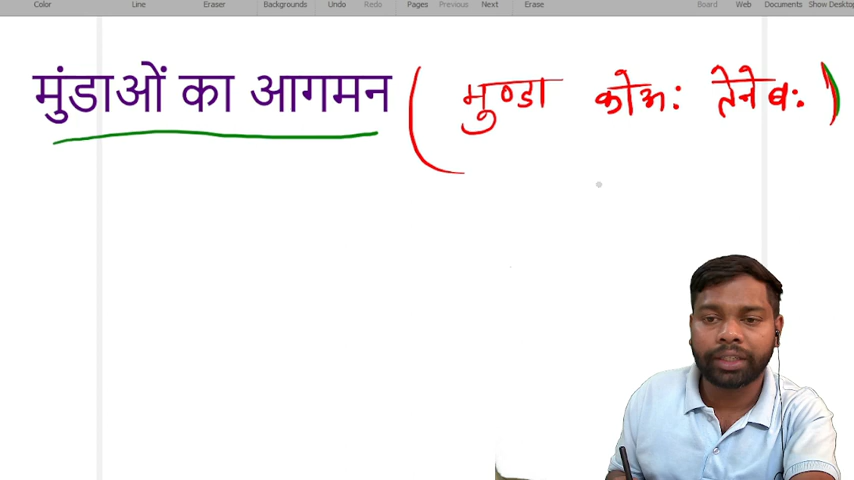 Color Line Eraser Backgrounds Undo Redo Pages Previous Next Erase Board Web Documents Show Desktop
मुंडाओं का आगमन ( मुण्डा कोअः तेनेबः )